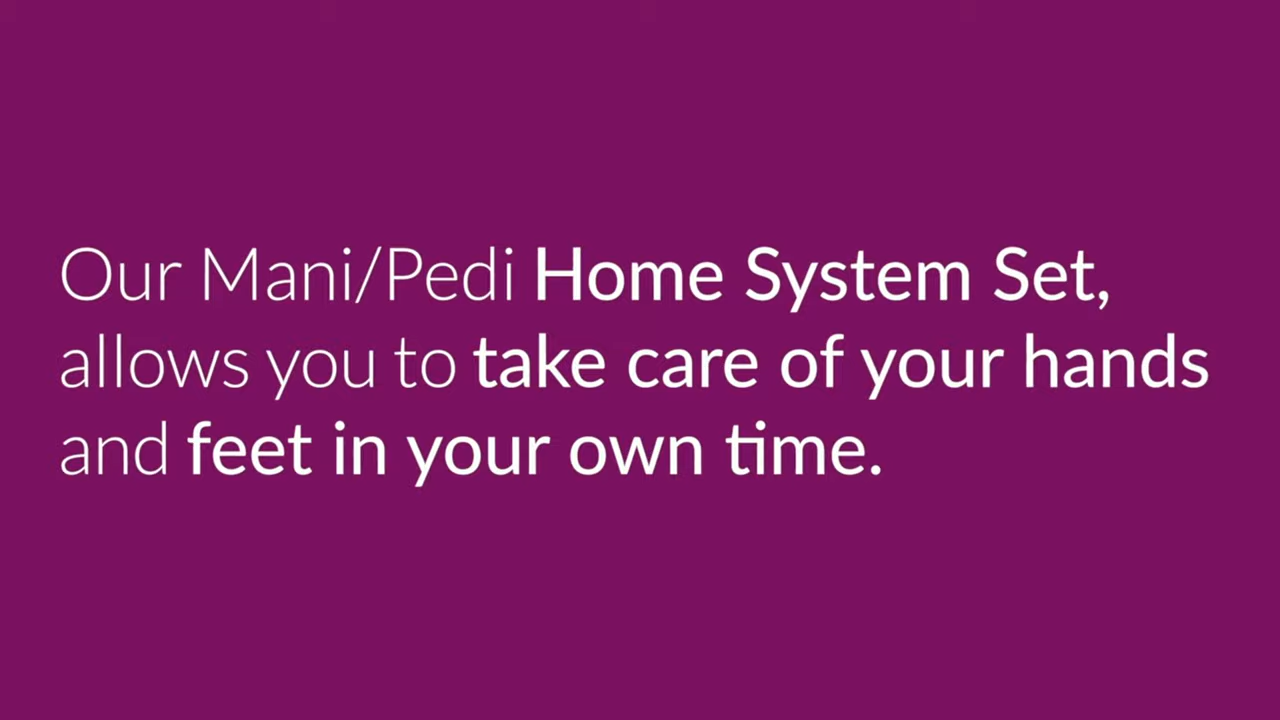 Our Mani/Pedi Home System Set,
allows you to take care of your hands
and feet in your own time.